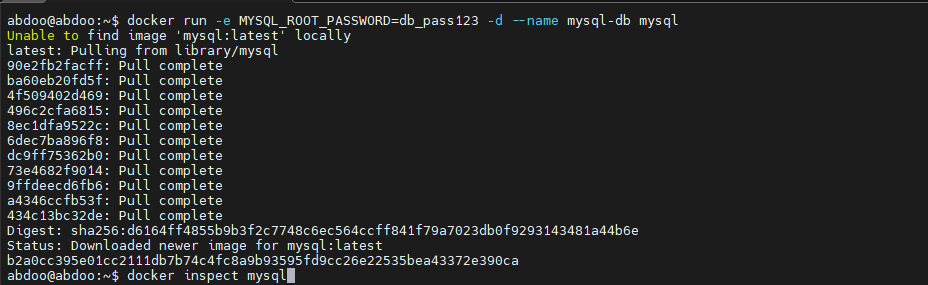 abdoo@abdoo:~$ docker run -e MYSQL_ROOT_PASSWORD=db_pass123 -d --name mysql-db mysql
Unable to find image 'mysql:latest' locally
latest: Pulling from library/mysql
90e2fb2facff: Pull complete
ba60eb20fd5f: Pull complete
4f509402d469: Pull complete
496c2cfa6815: Pull complete
8ec1dfa9522c: Pull complete
6dec7ba896f8: Pull complete
dc9ff75362b0: Pull complete
73e4682f9014: Pull complete
9ffdeecd6fb6: Pull complete
a4346ccfb53f: Pull complete
434c13bc32de: Pull complete
Digest: sha256:d6164ff4855b9b3f2c7748c6ec564ccff841f79a7023db0f9293143481a44b6e
Status: Downloaded newer image for mysql:latest
b2a0cc395e01cc2111db7b74c4fc8a9b93595fd9cc26e22535bea43372e390ca
abdoo@abdoo:~$ docker inspect mysql